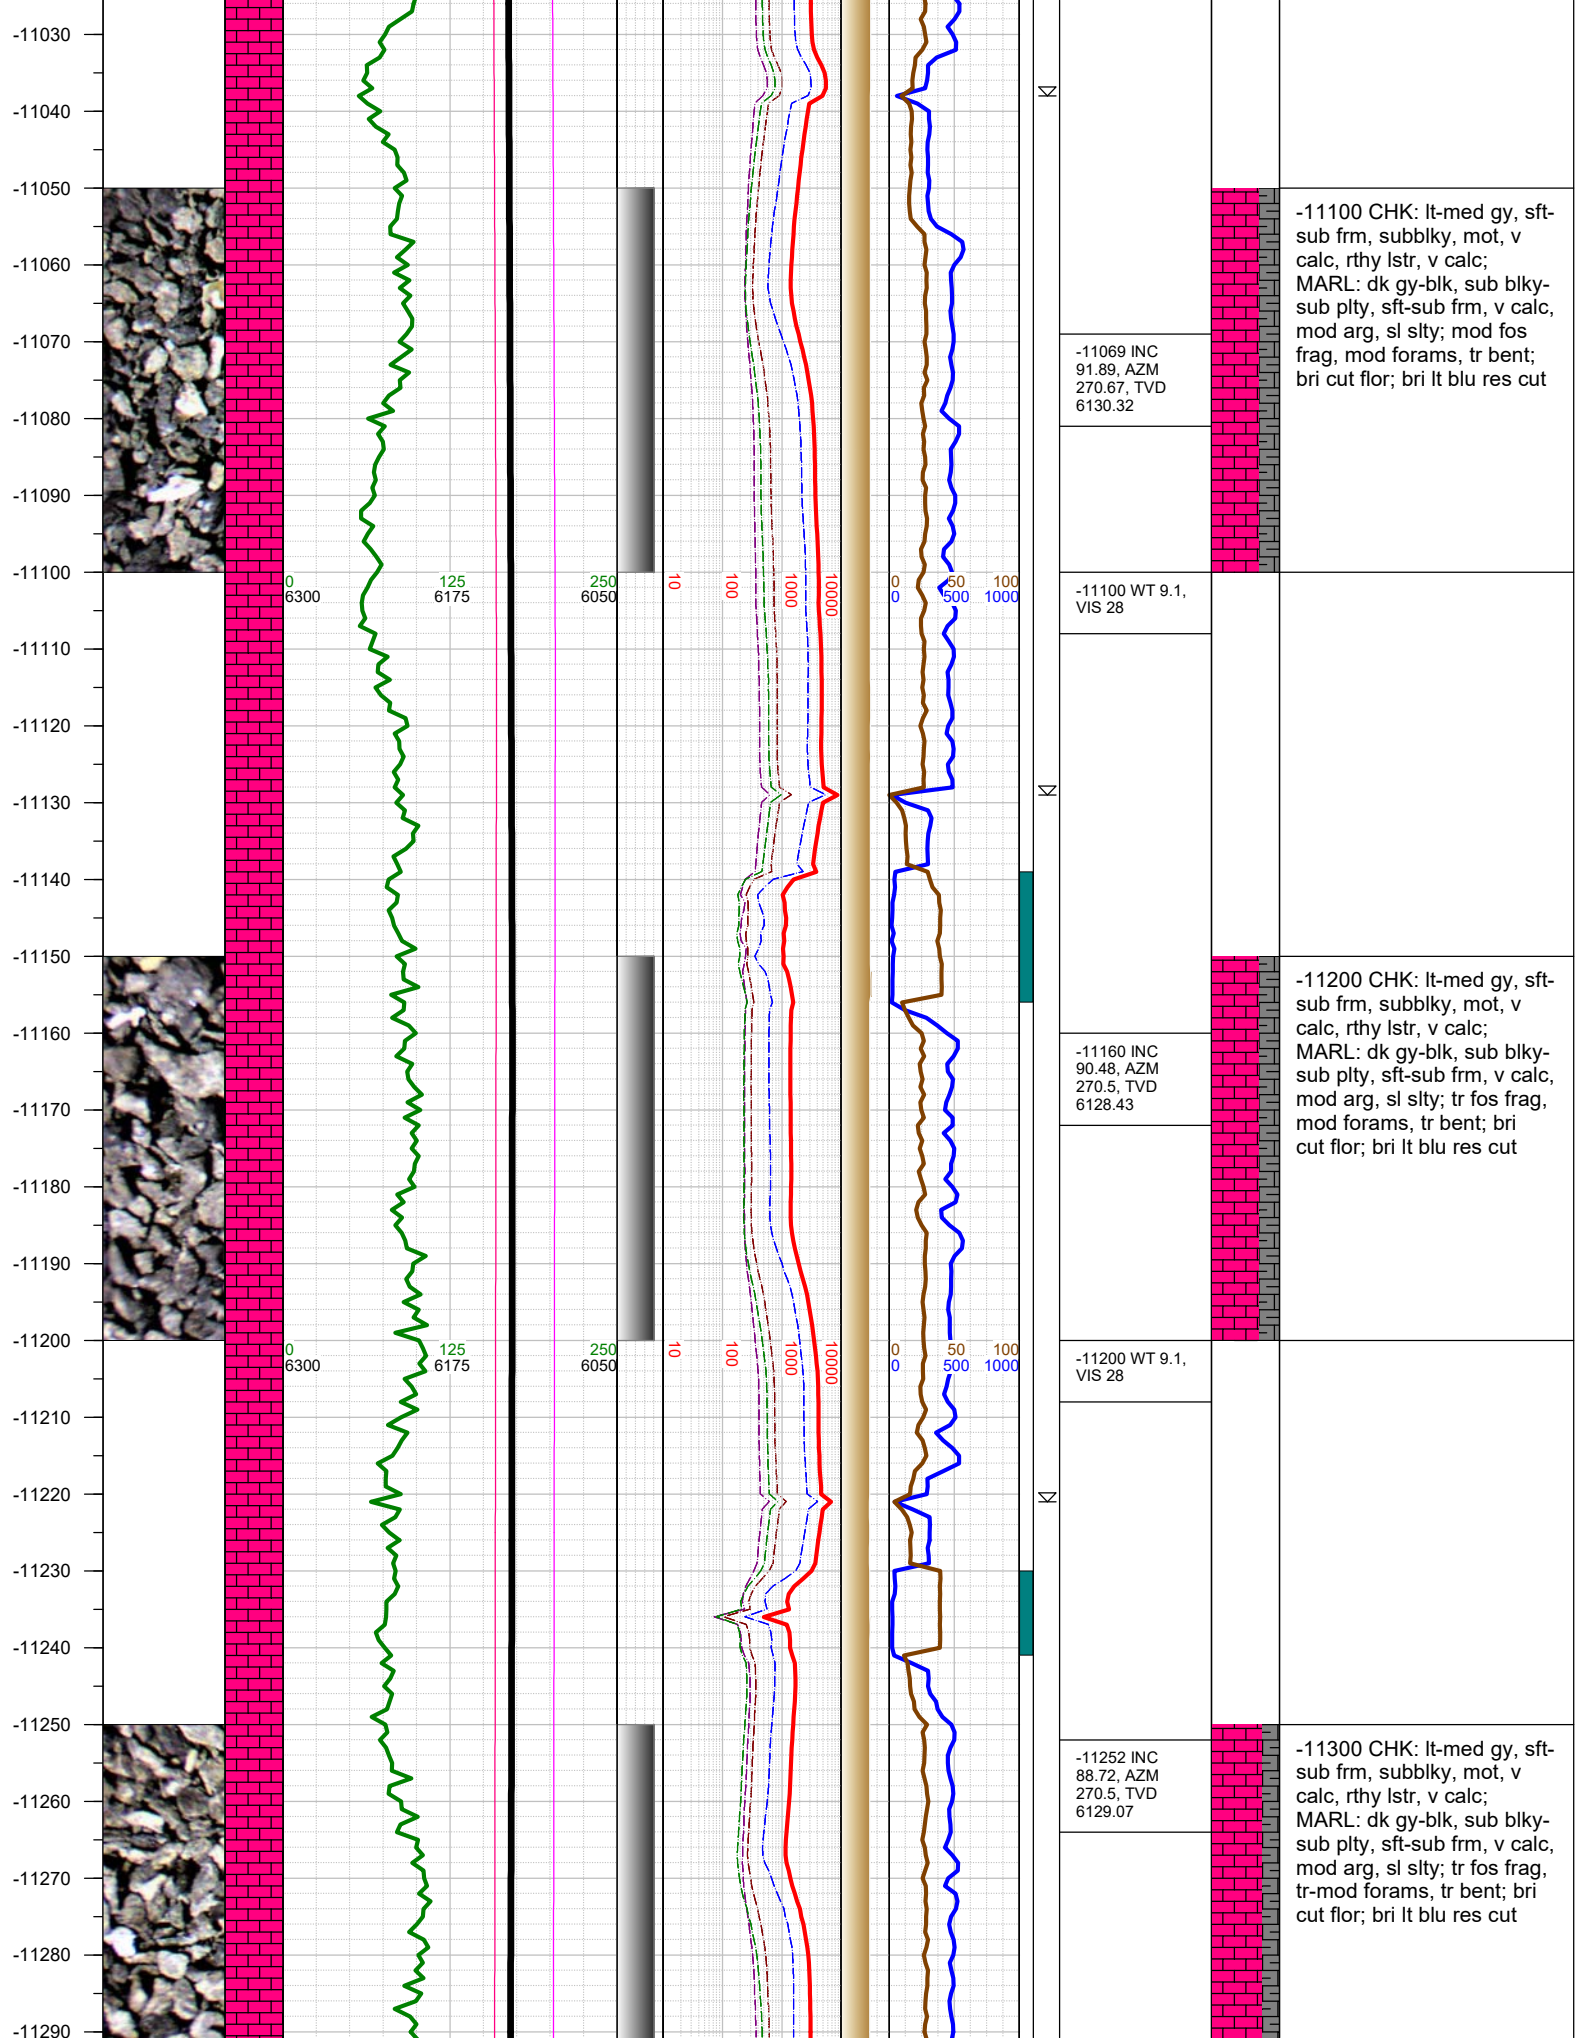 -11030
-11040
-11050
-11060
-11070
-11080
-11090
-11100
-11110
-11120
-11130
-11140
-11150
-11160
-11170
-11180
-11190
-11200
-11210
-11220
-11230
-11240
-11250
-11260
-11270
-11280
-11290
0 125 250
6300 6175 6050
10 100 1000 10000
0 50 100
0 500 1000
0 125 250
6300 6175 6050
10 100 1000 10000
0 50 100
0 500 1000
-11069 INC
91.89, AZM
270.67, TVD
6130.32
-11100 WT 9.1,
VIS 28
-11160 INC
90.48, AZM
270.5, TVD
6128.43
-11200 WT 9.1,
VIS 28
-11252 INC
88.72, AZM
270.5, TVD
6129.07
-11100 CHK: lt-med gy, sft-
sub frm, subblky, mot, v
calc, rthy lstr, v calc;
MARL: dk gy-blk, sub blky-
sub plty, sft-sub frm, v calc,
mod arg, sl slty; mod fos
frag, mod forams, tr bent;
bri cut flor; bri lt blu res cut
-11200 CHK: lt-med gy, sft-
sub frm, subblky, mot, v
calc, rthy lstr, v calc;
MARL: dk gy-blk, sub blky-
sub plty, sft-sub frm, v calc,
mod arg, sl slty; tr fos frag,
mod forams, tr bent; bri
cut flor; bri lt blu res cut
-11300 CHK: lt-med gy, sft-
sub frm, subblky, mot, v
calc, rthy lstr, v calc;
MARL: dk gy-blk, sub blky-
sub plty, sft-sub frm, v calc,
mod arg, sl slty; tr fos frag,
tr-mod forams, tr bent; bri
cut flor; bri lt blu res cut